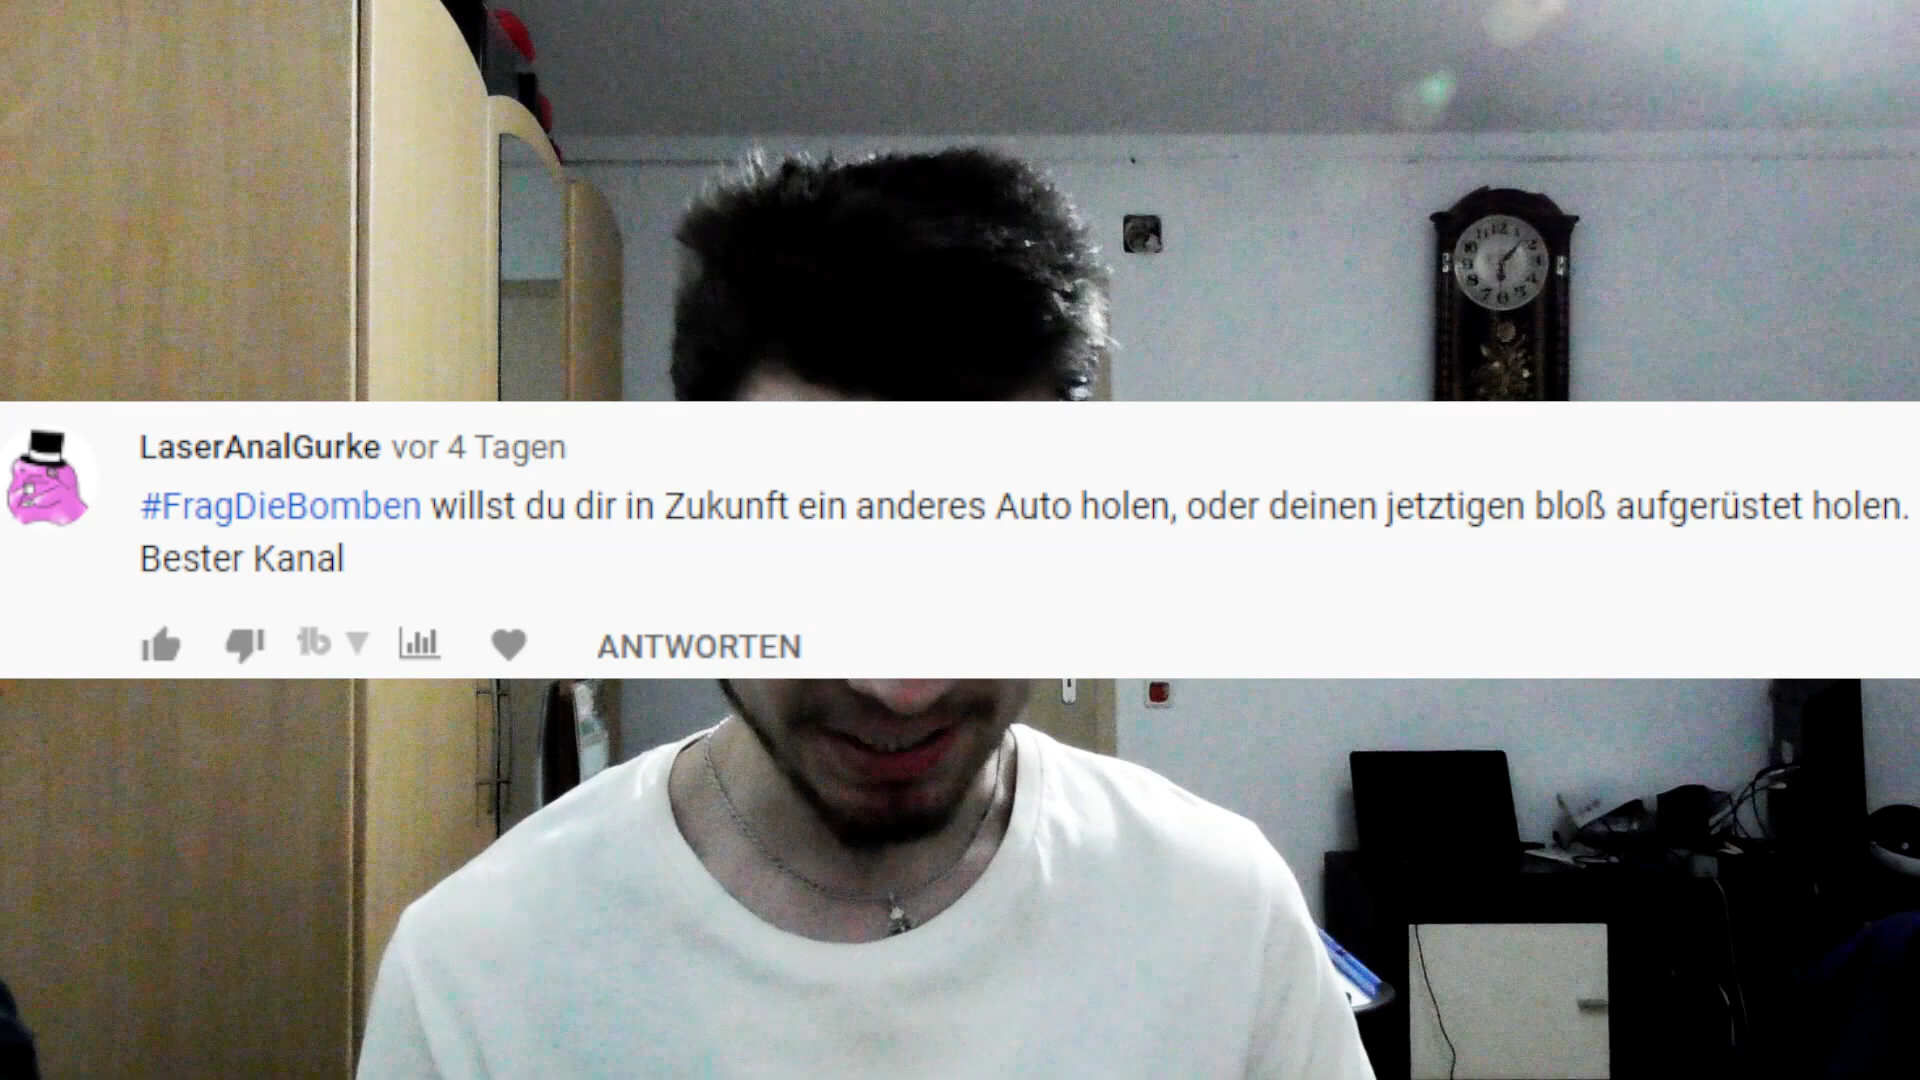 LaserAnalGurke vor 4 Tagen
#FragDieBomben willst du dir in Zukunft ein anderes Auto holen, oder deinen jetztigen bloß aufgerüstet holen.
Bester Kanal
ANTWORTEN